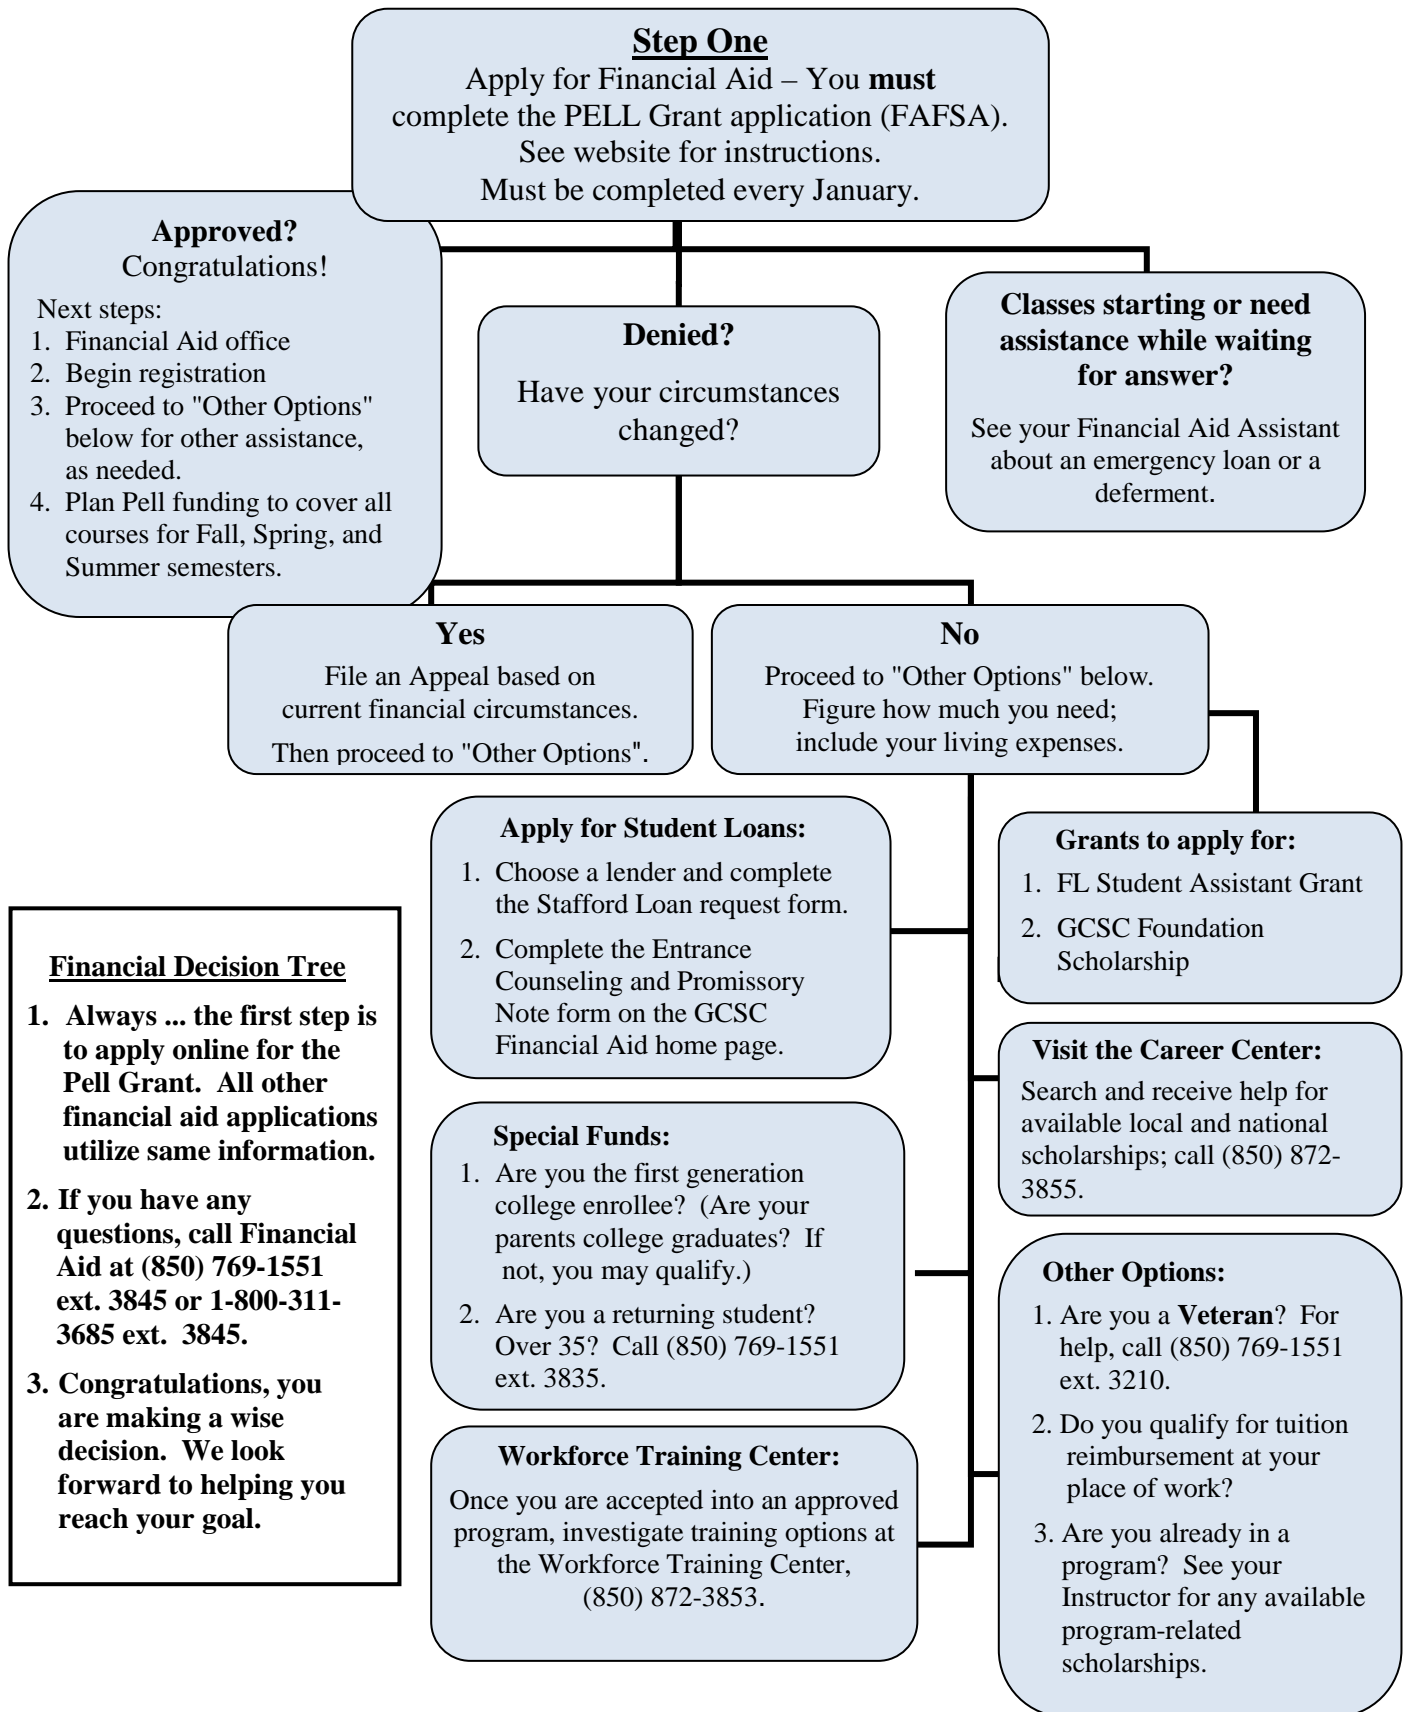 Step One
Apply for Financial Aid – You must
complete the PELL Grant application (FAFSA).
See website for instructions.
Must be completed every January.
Approved?
Congratulations!
Next steps:
1. Financial Aid office
2. Begin registration
3. Proceed to "Other Options"
below for other assistance,
as needed.
4. Plan Pell funding to cover all
courses for Fall, Spring, and
Summer semesters.
Denied?
Have your circumstances
changed?
Classes starting or need
assistance while waiting
for answer?
See your Financial Aid Assistant
about an emergency loan or a
deferment.
Yes
File an Appeal based on
current financial circumstances.
Then proceed to "Other Options".
No
Proceed to "Other Options" below.
Figure how much you need;
include your living expenses.
Apply for Student Loans:
1. Choose a lender and complete
the Stafford Loan request form.
2. Complete the Entrance
Counseling and Promissory
Note form on the GCSC
Financial Aid home page.
Grants to apply for:
1. FL Student Assistant Grant
2. GCSC Foundation
Scholarship
Financial Decision Tree
1. Always ... the first step is
to apply online for the
Pell Grant. All other
financial aid applications
utilize same information.
2. If you have any
questions, call Financial
Aid at (850) 769-1551
ext. 3845 or 1-800-311-
3685 ext. 3845.
3. Congratulations, you
are making a wise
decision. We look
forward to helping you
reach your goal.
Visit the Career Center:
Search and receive help for
available local and national
scholarships; call (850) 872-
3855.
Special Funds:
1. Are you the first generation
college enrollee? (Are your
parents college graduates? If
not, you may qualify.)
2. Are you a returning student?
Over 35? Call (850) 769-1551
ext. 3835.
Other Options:
1. Are you a Veteran? For
help, call (850) 769-1551
ext. 3210.
2. Do you qualify for tuition
reimbursement at your
place of work?
3. Are you already in a
program? See your
Instructor for any available
program-related
scholarships.
Workforce Training Center:
Once you are accepted into an approved
program, investigate training options at
the Workforce Training Center,
(850) 872-3853.